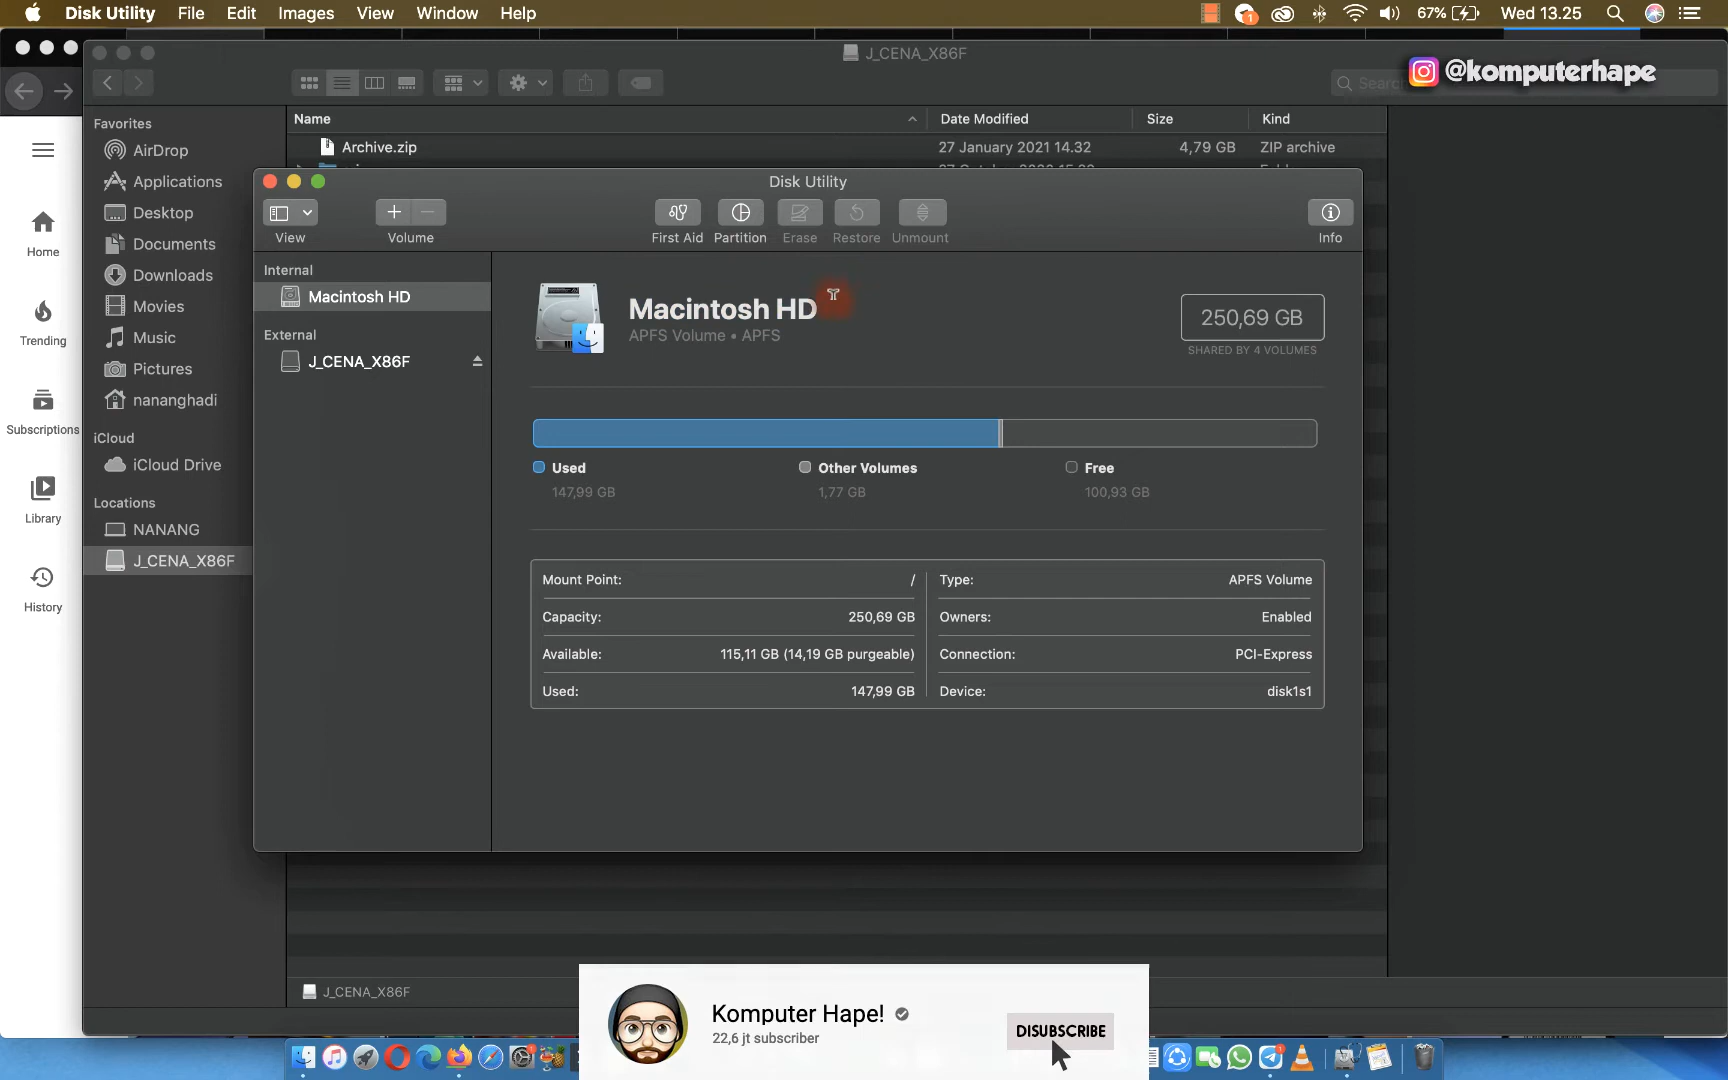 Disk Utility File Edit Images View Window Help 67% Wed 13.25
J_CENA_X86F
@komputerhape
Favorites
AirDrop
Applications
Desktop
Documents
Downloads
Movies
Music
Pictures
nananghadi
iCloud
iCloud Drive
Locations
NANANG
J_CENA_X86F
Home
Trending
Subscriptions
Library
History
Name Date Modified Size Kind
Archive.zip 27 January 2021 14.32 4,79 GB ZIP archive
Disk Utility
View Volume First Aid Partition Erase Restore Unmount Info
Internal
Macintosh HD
External
J_CENA_X86F
Macintosh HD
APFS Volume • APFS
250,69 GB
SHARED BY 4 VOLUMES
Used Other Volumes Free
147,99 GB 1,77 GB 100,93 GB
Mount Point: / Type: APFS Volume
Capacity: 250,69 GB Owners: Enabled
Available: 115,11 GB (14,19 GB purgeable) Connection: PCI-Express
Used: 147,99 GB Device: disk1s1
J_CENA_X86F
Komputer Hape!
22,6 jt subscriber
DISUBSCRIBE